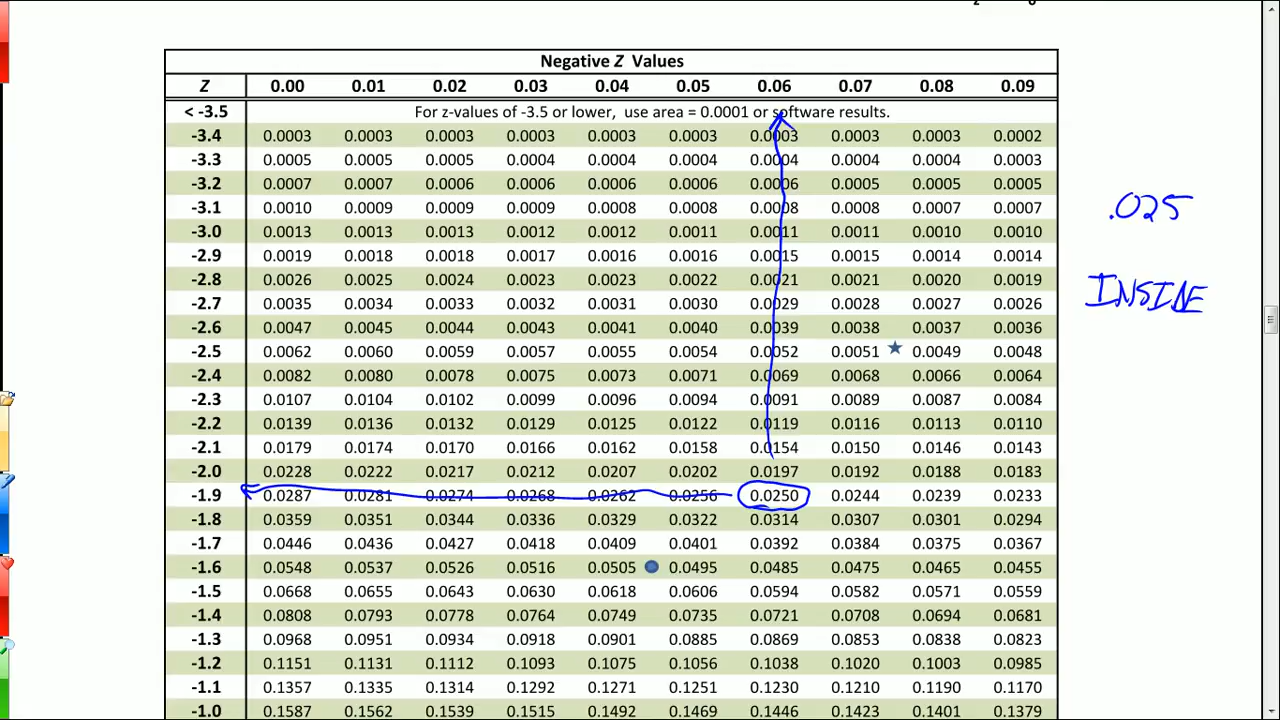 Negative Z Values
Z 0.00 0.01 0.02 0.03 0.04 0.05 0.06 0.07 0.08 0.09
< -3.5 For z-values of -3.5 or lower, use area = 0.0001 or software results.
-3.4 0.0003 0.0003 0.0003 0.0003 0.0003 0.0003 0.0003 0.0003 0.0003 0.0002
-3.3 0.0005 0.0005 0.0005 0.0004 0.0004 0.0004 0.0004 0.0004 0.0004 0.0003
-3.2 0.0007 0.0007 0.0006 0.0006 0.0006 0.0006 0.0006 0.0005 0.0005 0.0005
-3.1 0.0010 0.0009 0.0009 0.0009 0.0008 0.0008 0.0008 0.0008 0.0007 0.0007
.025
-3.0 0.0013 0.0013 0.0013 0.0012 0.0012 0.0011 0.0011 0.0011 0.0010 0.0010
-2.9 0.0019 0.0018 0.0018 0.0017 0.0016 0.0016 0.0015 0.0015 0.0014 0.0014
-2.8 0.0026 0.0025 0.0024 0.0023 0.0023 0.0022 0.0021 0.0021 0.0020 0.0019
INSIDE
-2.7 0.0035 0.0034 0.0033 0.0032 0.0031 0.0030 0.0029 0.0028 0.0027 0.0026
-2.6 0.0047 0.0045 0.0044 0.0043 0.0041 0.0040 0.0039 0.0038 0.0037 0.0036
-2.5 0.0062 0.0060 0.0059 0.0057 0.0055 0.0054 0.0052 0.0051 0.0049 0.0048
-2.4 0.0082 0.0080 0.0078 0.0075 0.0073 0.0071 0.0069 0.0068 0.0066 0.0064
-2.3 0.0107 0.0104 0.0102 0.0099 0.0096 0.0094 0.0091 0.0089 0.0087 0.0084
-2.2 0.0139 0.0136 0.0132 0.0129 0.0125 0.0122 0.0119 0.0116 0.0113 0.0110
-2.1 0.0179 0.0174 0.0170 0.0166 0.0162 0.0158 0.0154 0.0150 0.0146 0.0143
-2.0 0.0228 0.0222 0.0217 0.0212 0.0207 0.0202 0.0197 0.0192 0.0188 0.0183
-1.9 0.0287 0.0281 0.0274 0.0268 0.0262 0.0256 0.0250 0.0244 0.0239 0.0233
-1.8 0.0359 0.0351 0.0344 0.0336 0.0329 0.0322 0.0314 0.0307 0.0301 0.0294
-1.7 0.0446 0.0436 0.0427 0.0418 0.0409 0.0401 0.0392 0.0384 0.0375 0.0367
-1.6 0.0548 0.0537 0.0526 0.0516 0.0505 0.0495 0.0485 0.0475 0.0465 0.0455
-1.5 0.0668 0.0655 0.0643 0.0630 0.0618 0.0606 0.0594 0.0582 0.0571 0.0559
-1.4 0.0808 0.0793 0.0778 0.0764 0.0749 0.0735 0.0721 0.0708 0.0694 0.0681
-1.3 0.0968 0.0951 0.0934 0.0918 0.0901 0.0885 0.0869 0.0853 0.0838 0.0823
-1.2 0.1151 0.1131 0.1112 0.1093 0.1075 0.1056 0.1038 0.1020 0.1003 0.0985
-1.1 0.1357 0.1335 0.1314 0.1292 0.1271 0.1251 0.1230 0.1210 0.1190 0.1170
-1.0 0.1587 0.1562 0.1539 0.1515 0.1492 0.1469 0.1446 0.1423 0.1401 0.1379